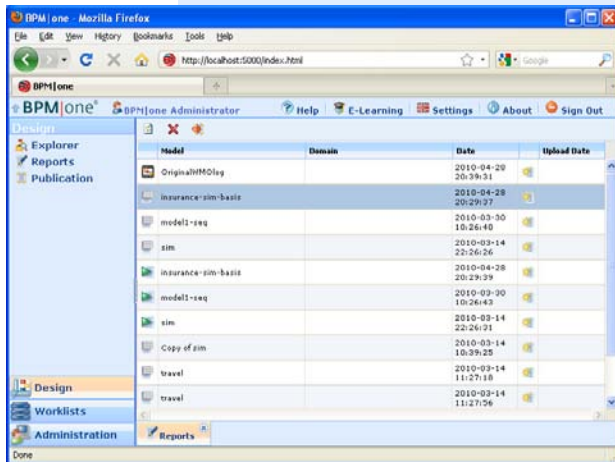 BPM|one - Mozilla Firefox
File Edit View History Bookmarks Tools Help
http://localhost:5000/index.html
Google
BPM|one
BPM|one BPM|one Administrator Help E-Learning Settings About Sign Out
Design
Explorer
Reports
Publication
Model Domain Date Upload Date
OriginalWMOlog 2010-04-28
20:39:31
insurance-sim-basis 2010-04-28
20:29:37
model1-seq 2010-03-30
10:26:40
sim 2010-03-14
22:26:26
insurance-sim-basis 2010-04-28
20:29:39
model1-seq 2010-03-30
10:26:43
sim 2010-03-14
22:26:31
Copy of sim 2010-03-14
10:39:25
travel 2010-03-14
11:27:18
travel 2010-03-14
11:27:56
Design
Worklists
Administration
Reports
Done